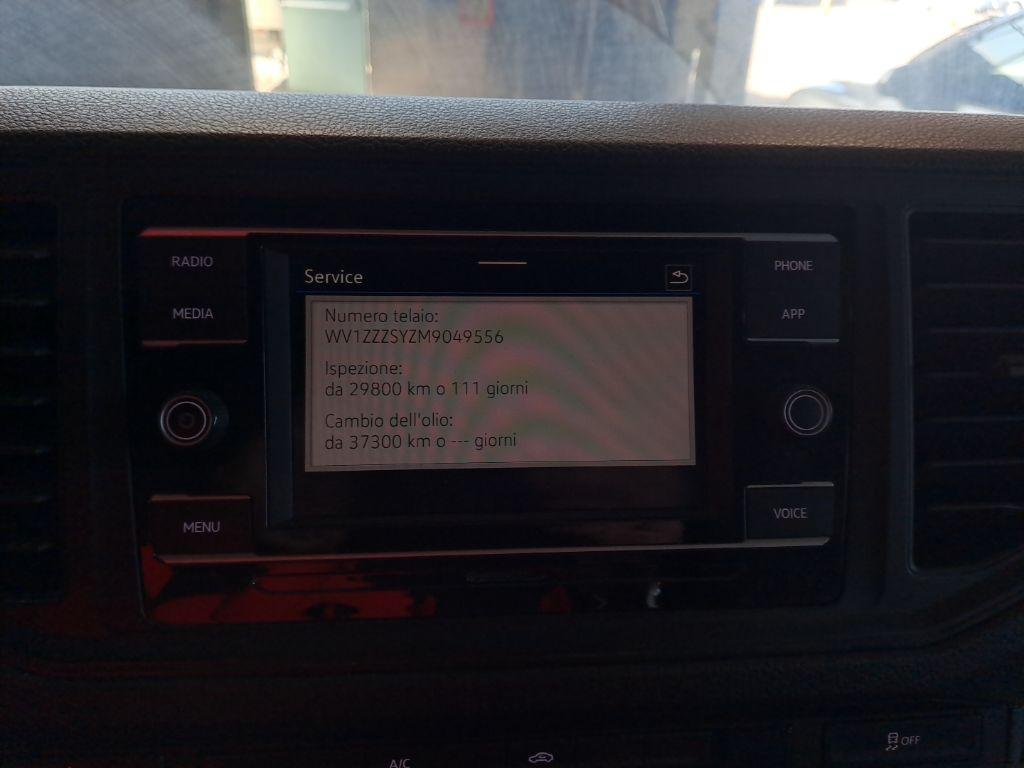 RADIO
MEDIA
MENU
Service
Numero telaio:
WV1ZZZSYZM9049556
Ispezione:
da 29800 km o 111 giorni
Cambio dell'olio:
da 37300 km o --- giorni
PHONE
APP
VOICE
A/C
OFF